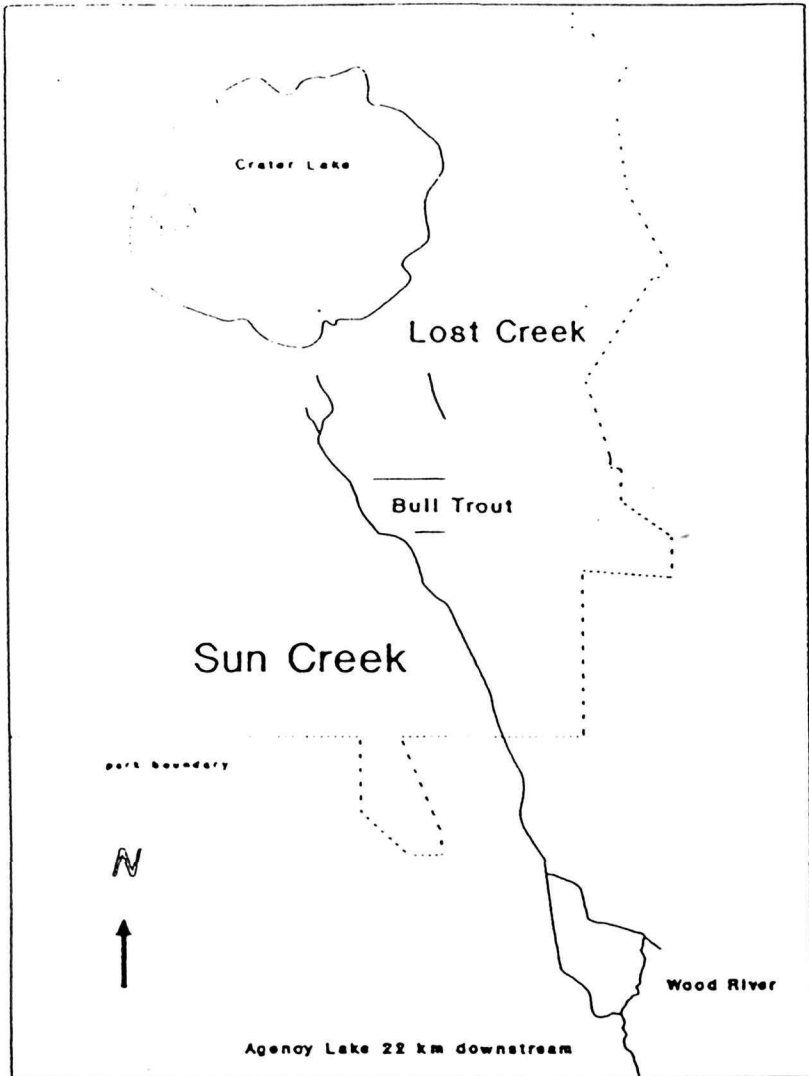 Crater Lake
Lost Creek
Bull Trout
Sun Creek
park boundary
N
Wood River
Agency Lake 22 km downstream